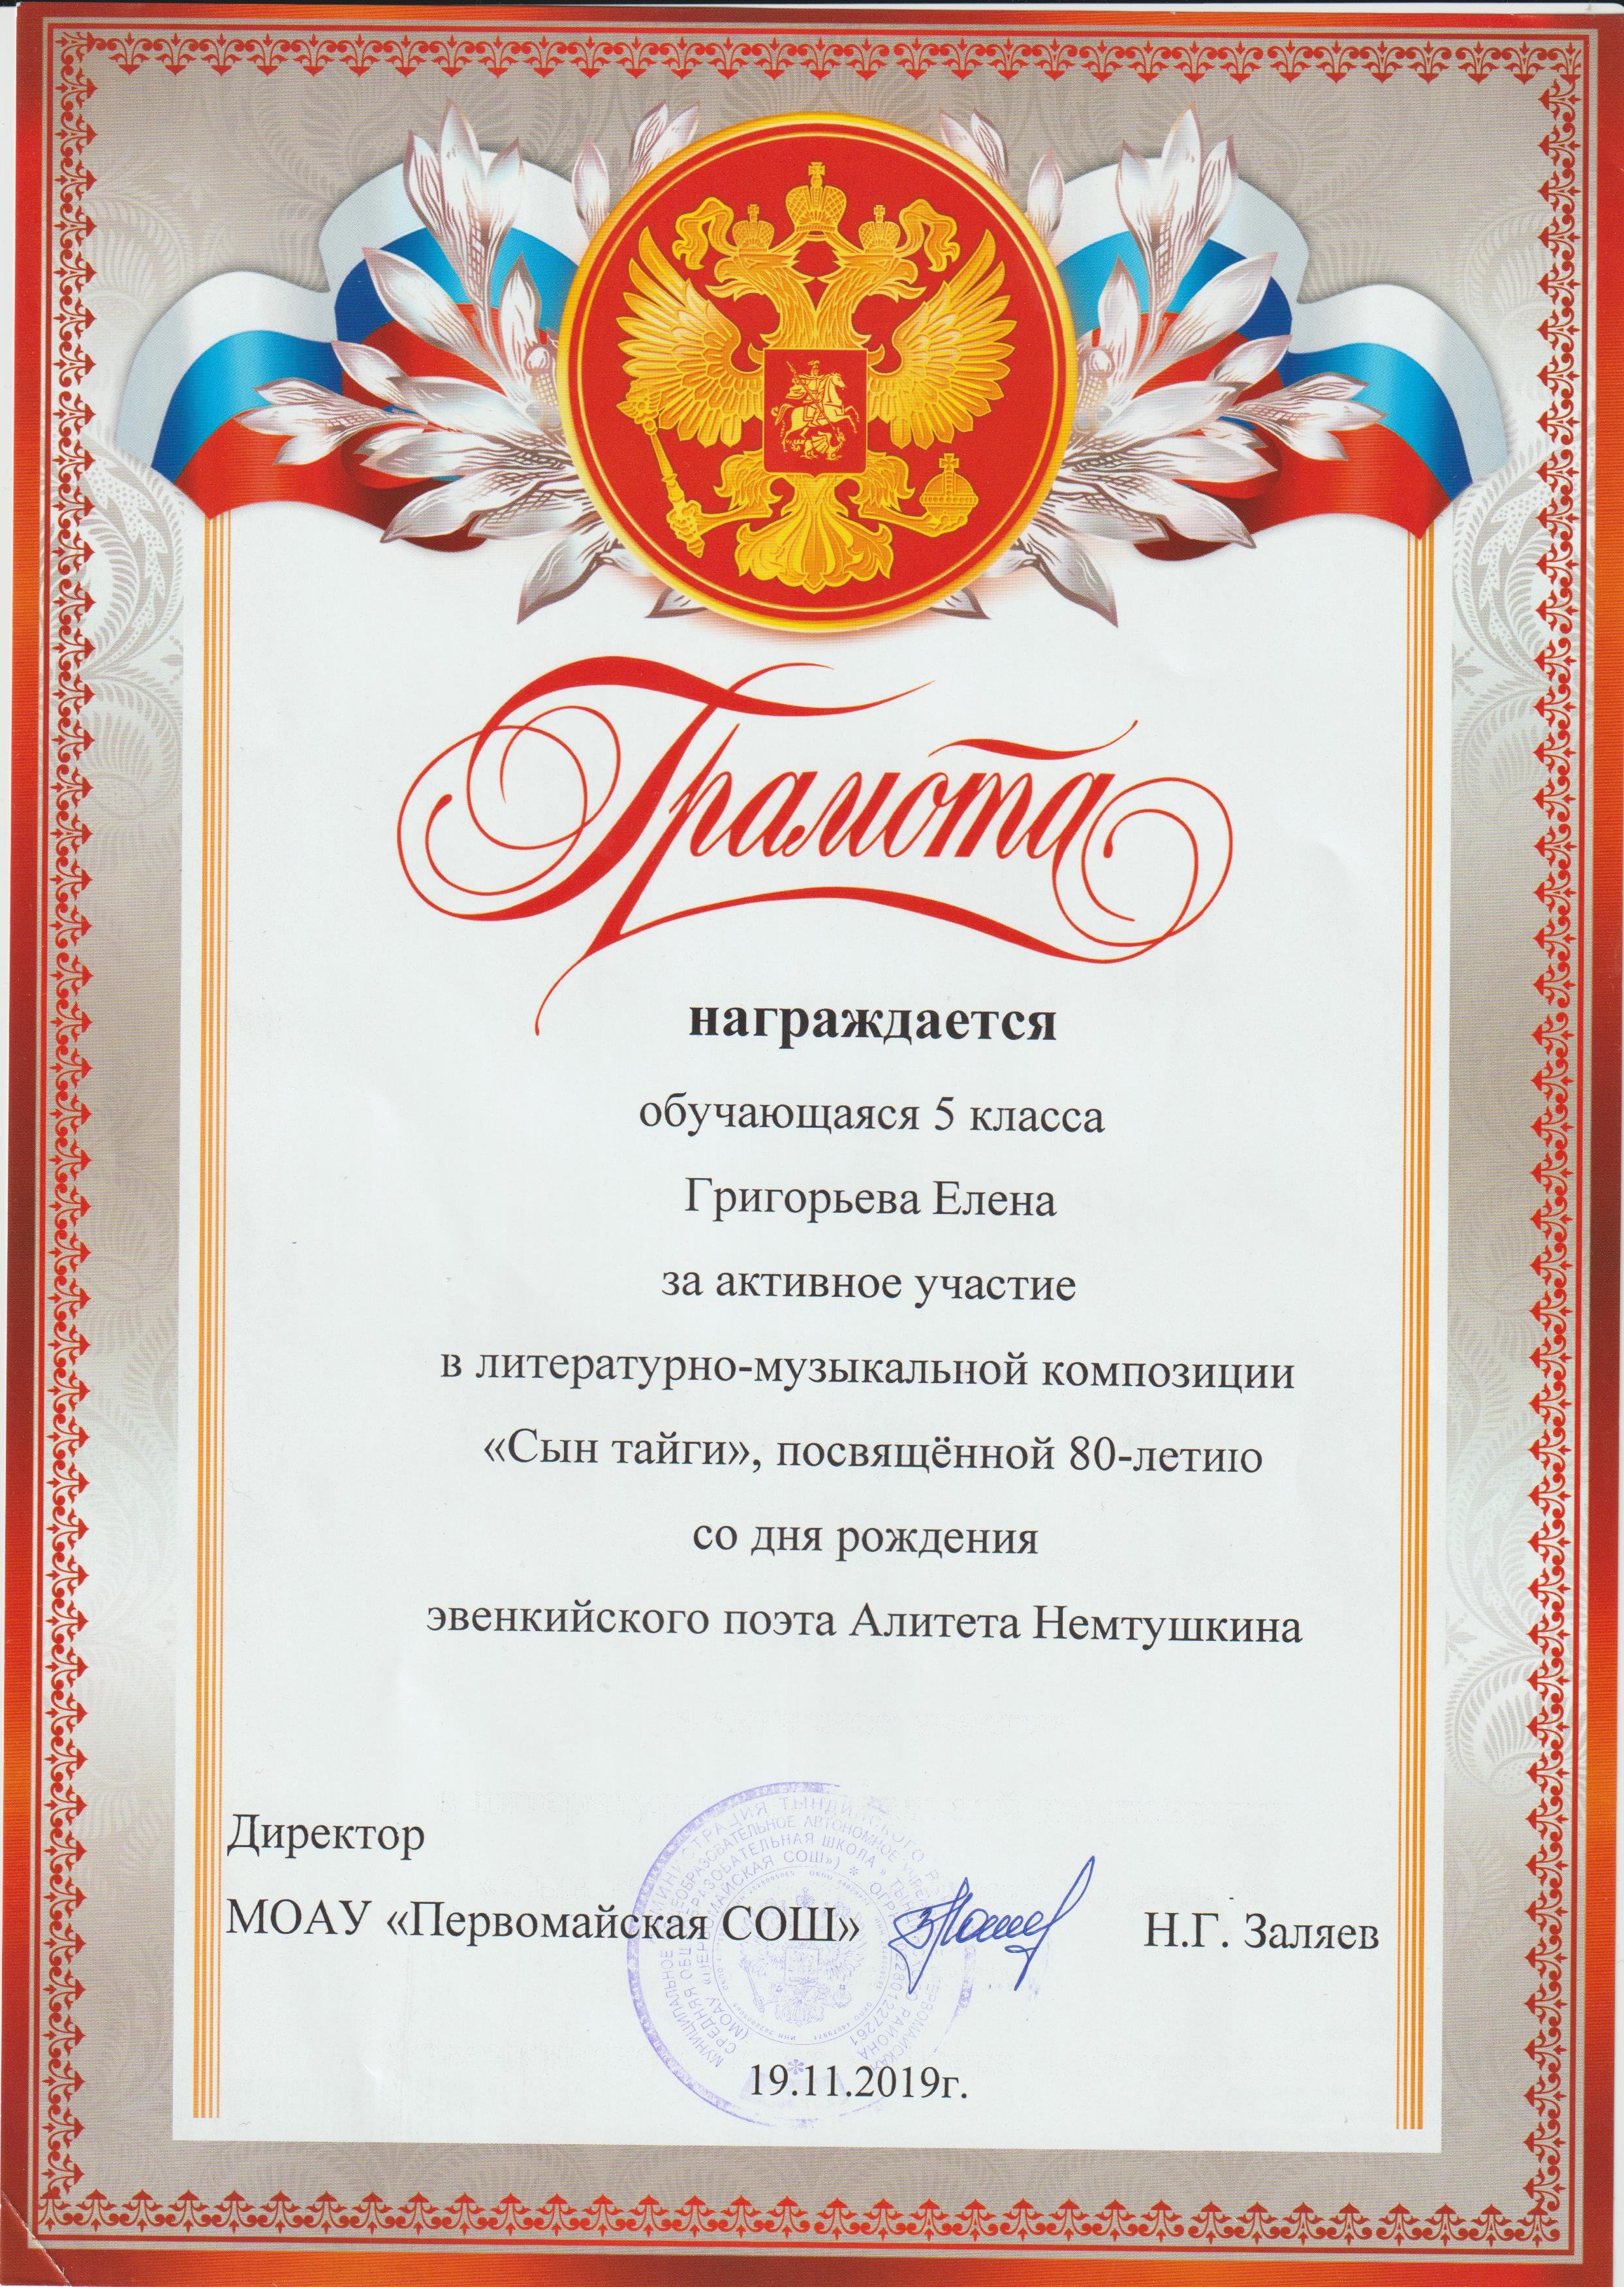 Грамота
награждается
обучающаяся 5 класса
Григорьева Елена
за активное участие
в литературно-музыкальной композиции
«Сын тайги», посвящённой 80-летию
со дня рождения
эвенкийского поэта Алитета Немтушкина
Директор
МОАУ «Первомайская СОШ» Н.Г. Заляев
19.11.2019г.